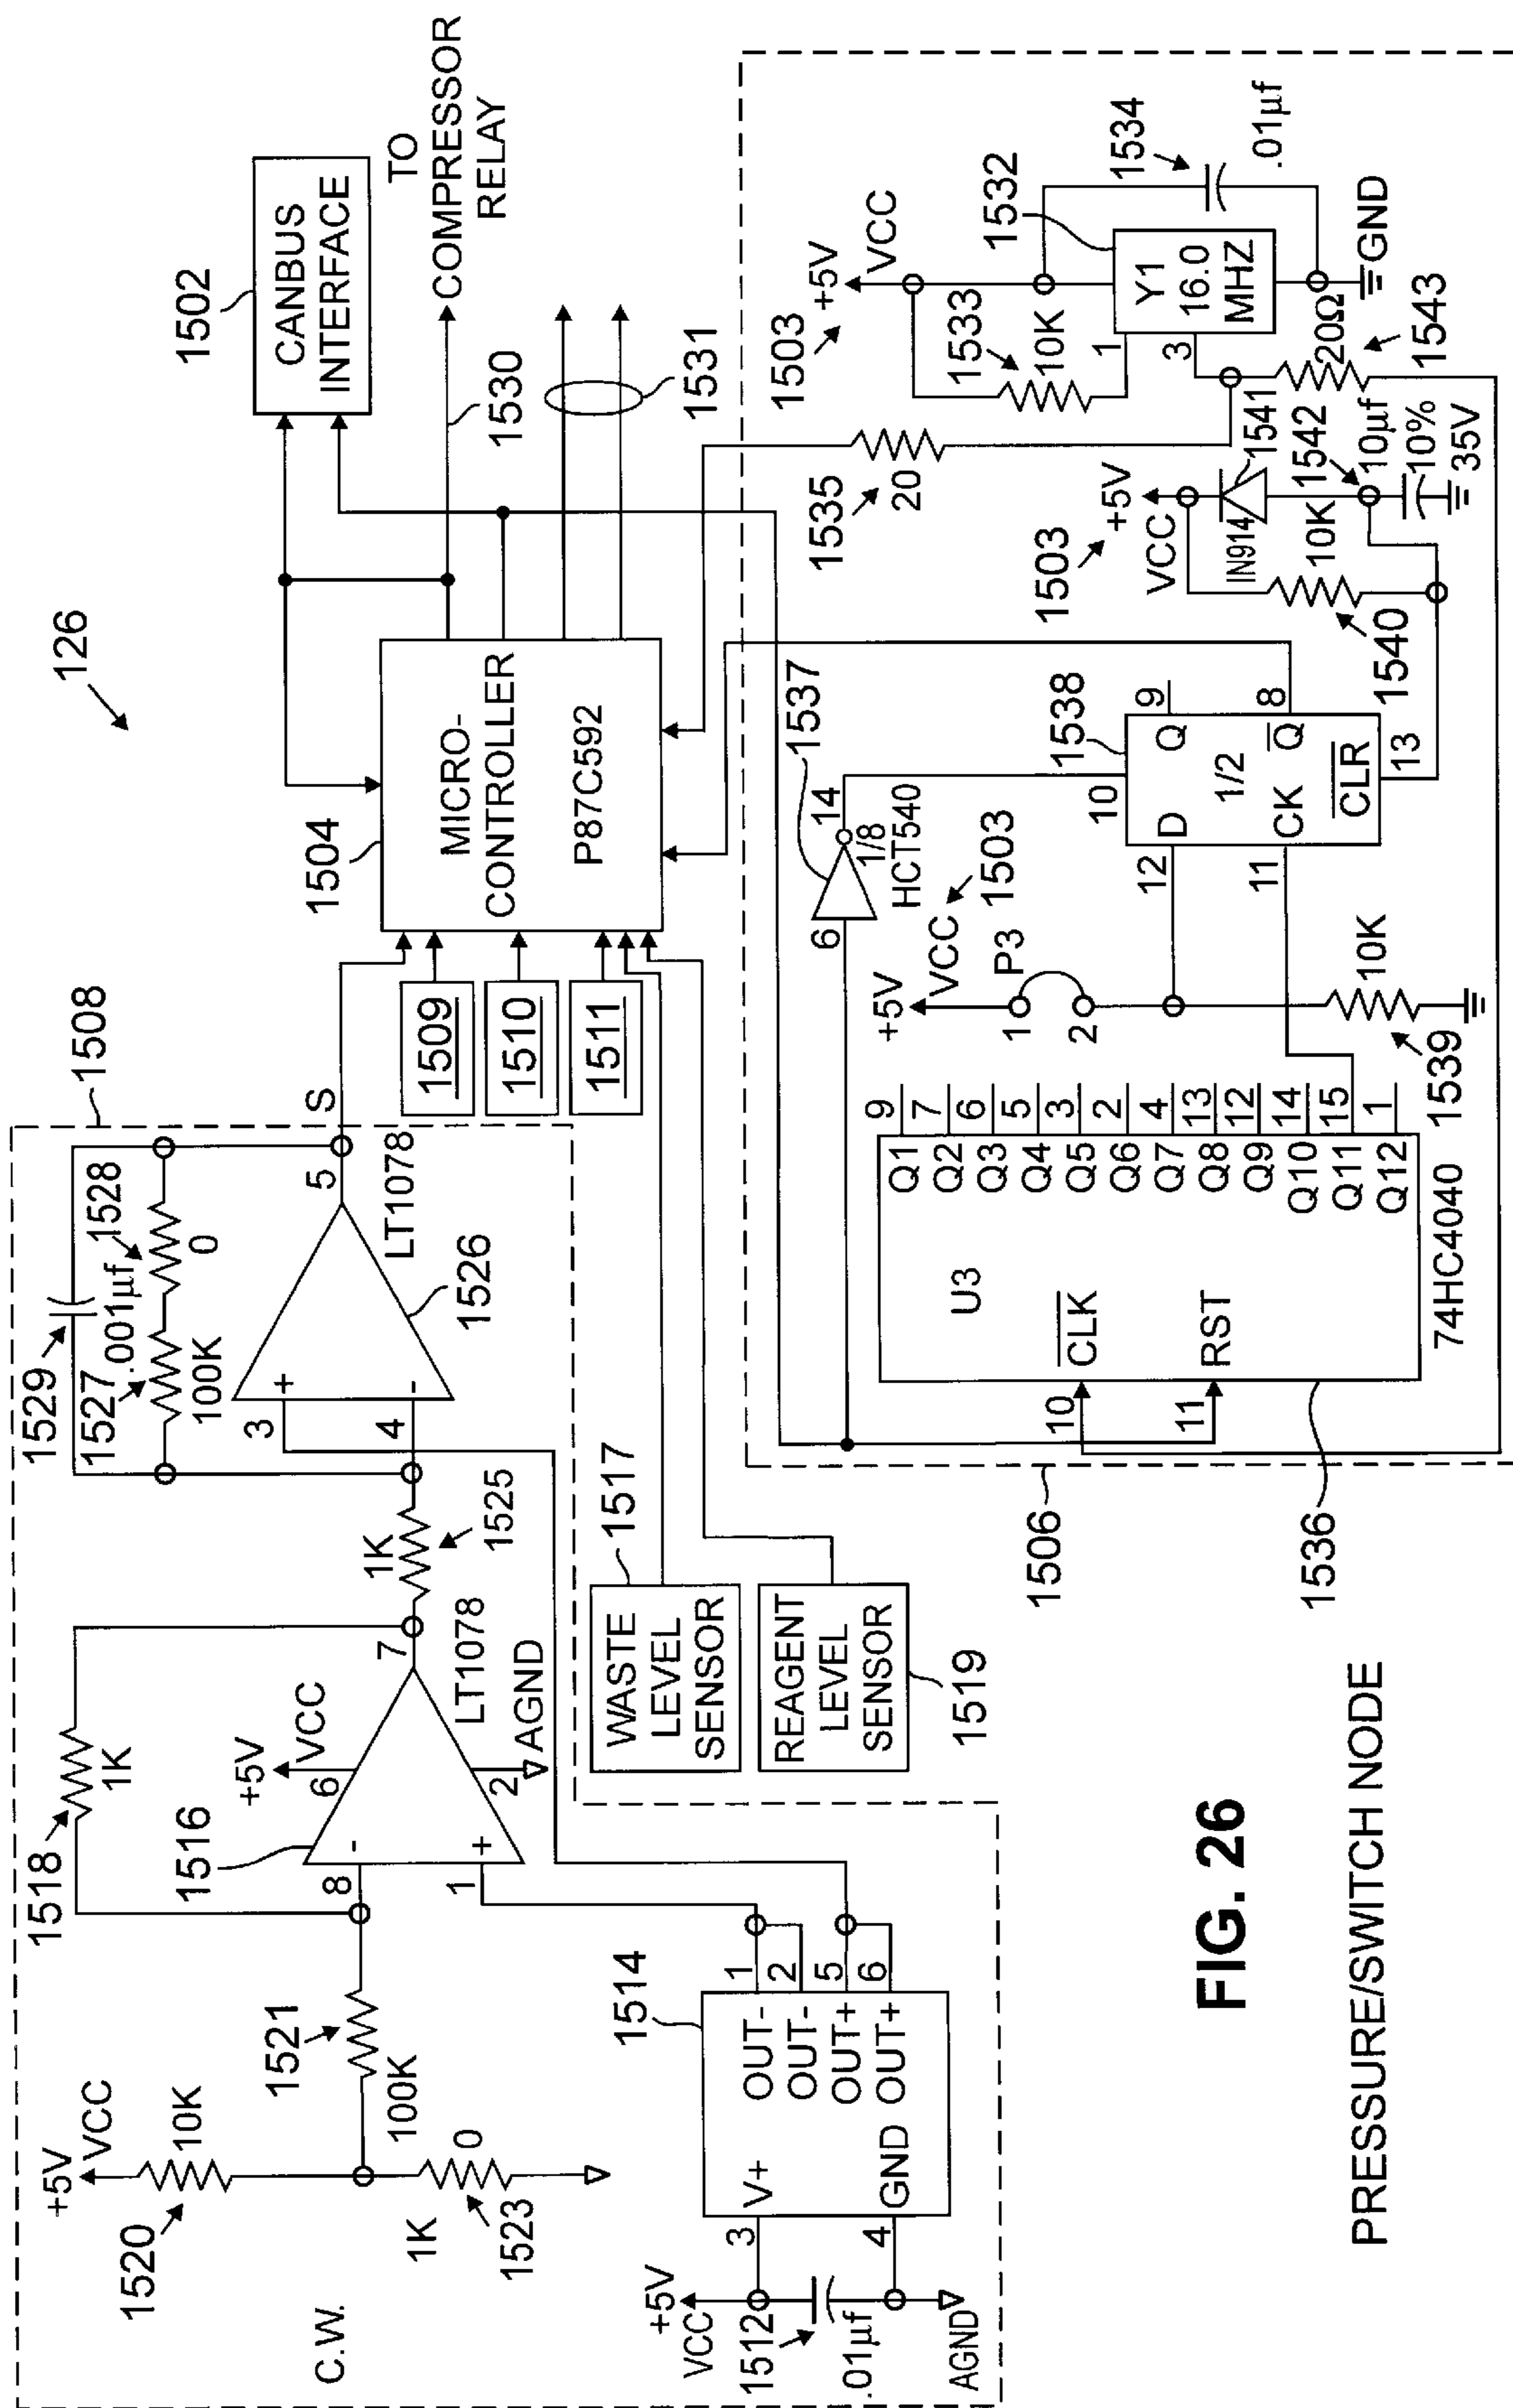 126
1502
CANBUS
INTERFACE
TO
COMPRESSOR
RELAY
1530
1531
1504
MICRO-
CONTROLLER
P87C592
1508
S
1509
1510
1511
1529
.001µf
1527
100K
1528
0
3
+
4
-
5
LT1078
1526
1K
1525
1518
1K
1516
+5V
VCC
6
8
-
1
+
7
LT1078
2
AGND
+5V
VCC
1520
10K
1521
100K
0
1K
1523
C.W.
1514
+5V
VCC
3
V+
1512
.01µf
4
GND
AGND
OUT-
1
OUT-
2
OUT+
5
OUT+
6
WASTE
LEVEL
SENSOR
1517
REAGENT
LEVEL
SENSOR
1519
1506
1536
U3
10
CLK
11
RST
Q1
9
Q2
7
Q3
6
Q4
5
Q5
3
Q6
2
Q7
4
Q8
13
Q9
12
Q10
14
Q11
15
Q12
1
74HC4040
6
1537
14
1/8
HCT540
+5V
VCC
1503
P3
1
2
10K
1539
1538
10
12
D
Q
9
1/2
11
CK
Q
8
CLR
13
1503
+5V
VCC
IN914
1541
10K
1540
1542
10µf
10%
35V
1535
20
1503
+5V
VCC
1533
10K
1532
Y1
16.0
MHZ
1
3
1534
.01µf
GND
20Ω
1543
FIG. 26
PRESSURE/SWITCH NODE